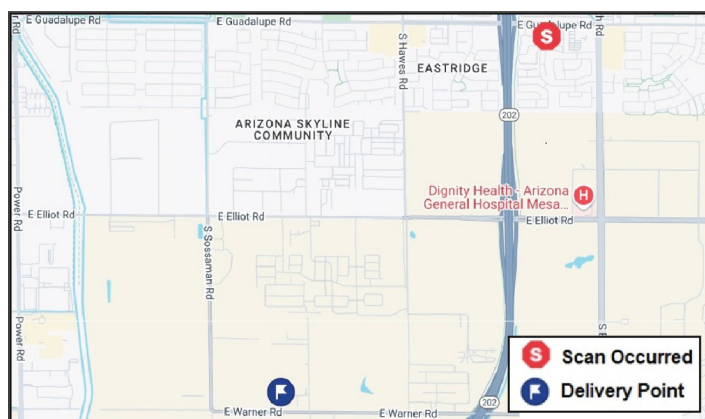 E Guadalupe Rd
E Guadalupe Rd
E Guadalupe Rd
S
S Hawes Rd
EASTRIDGE
202
ARIZONA SKYLINE
COMMUNITY
Dignity Health - Arizona
General Hospital Mesa...
H
Power Rd
E Elliot Rd
E Elliot Rd
E Elliot Rd
S Sossaman Rd
Power Rd
S Scan Occurred
Delivery Point
202
E Warner Rd
E Warner Rd